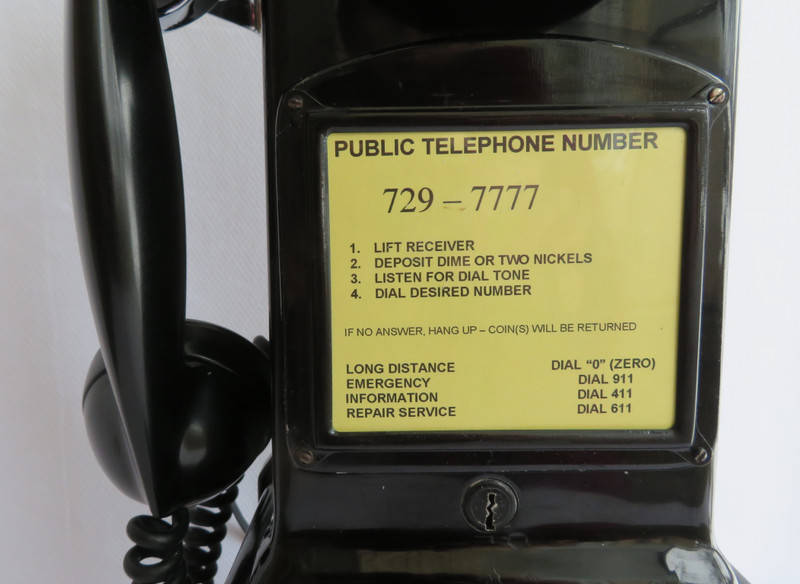 PUBLIC TELEPHONE NUMBER
729 – 7777
1. LIFT RECEIVER
2. DEPOSIT DIME OR TWO NICKELS
3. LISTEN FOR DIAL TONE
4. DIAL DESIRED NUMBER
IF NO ANSWER, HANG UP – COIN(S) WILL BE RETURNED
LONG DISTANCE DIAL “0” (ZERO)
EMERGENCY DIAL 911
INFORMATION DIAL 411
REPAIR SERVICE DIAL 611